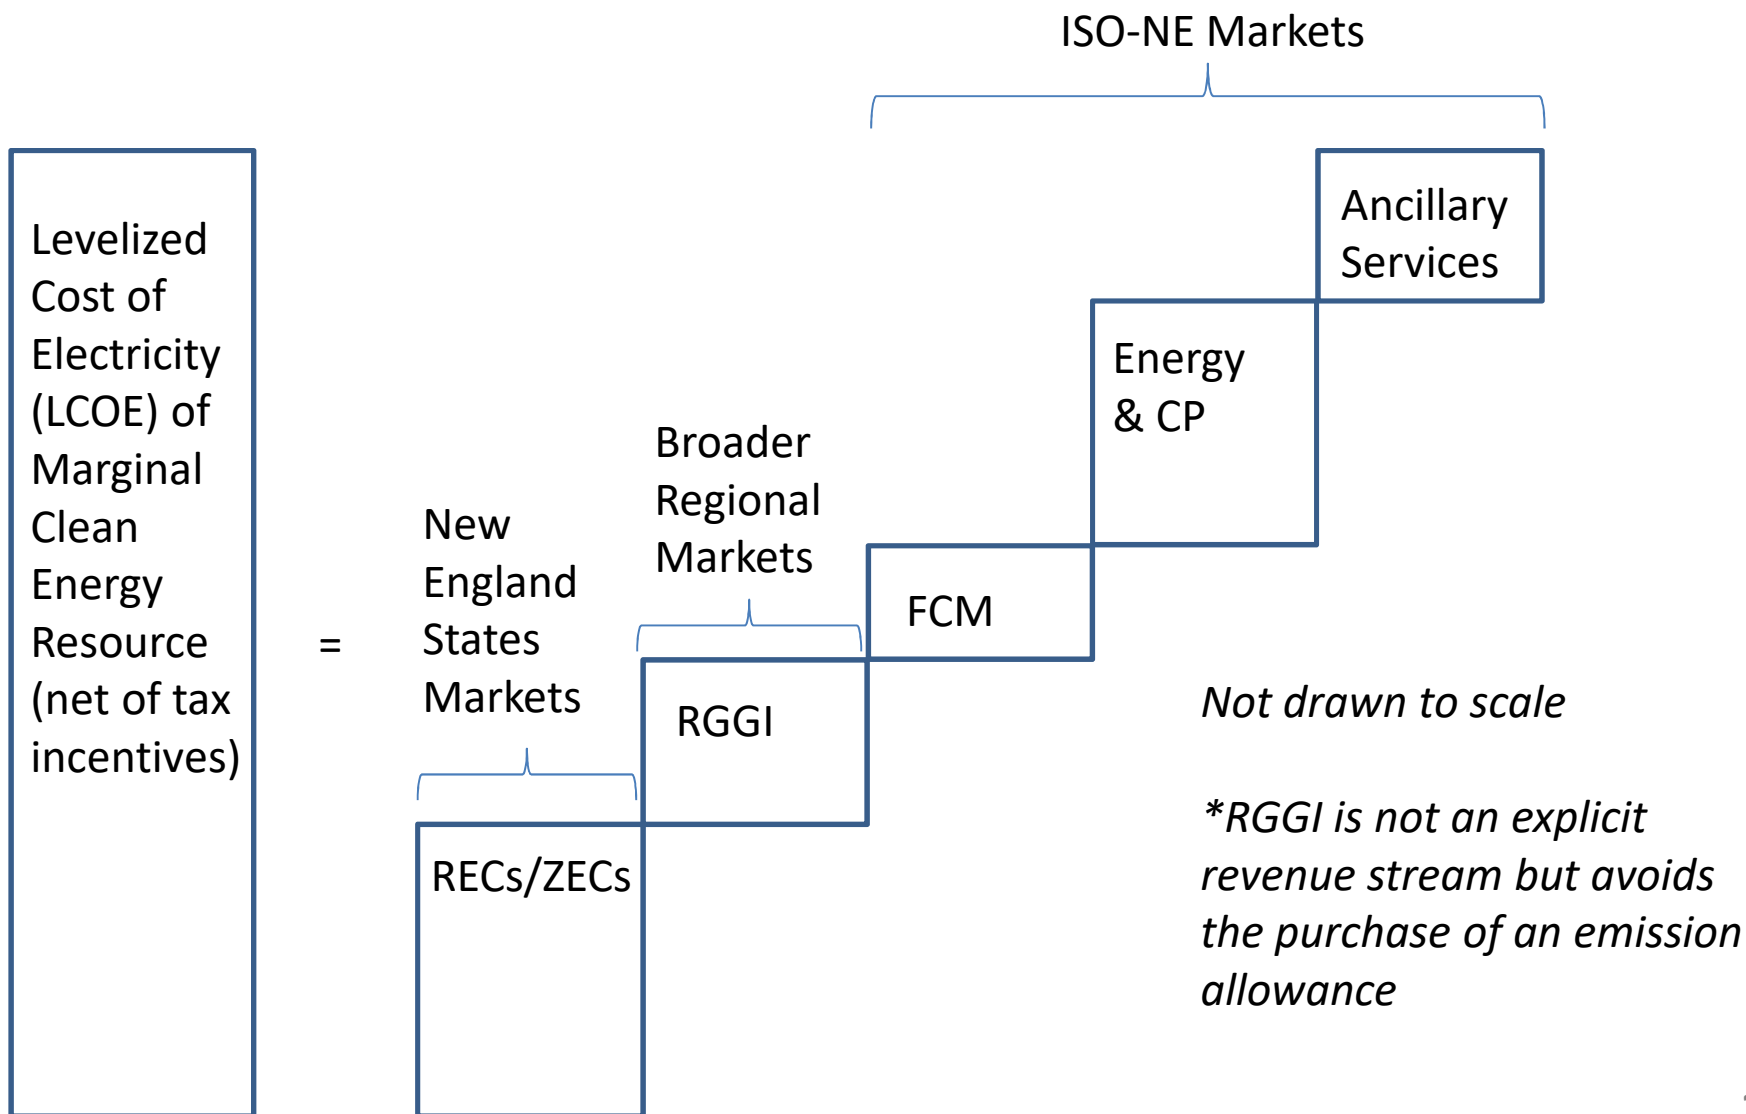 ISO-NE Markets
Levelized
Cost of
Electricity
(LCOE) of
Marginal
Clean
Energy
Resource
(net of tax
incentives)
=
New
England
States
Markets
RECs/ZECs
Broader
Regional
Markets
RGGI
FCM
Energy
& CP
Ancillary
Services
Not drawn to scale
*RGGI is not an explicit
revenue stream but avoids
the purchase of an emission
allowance